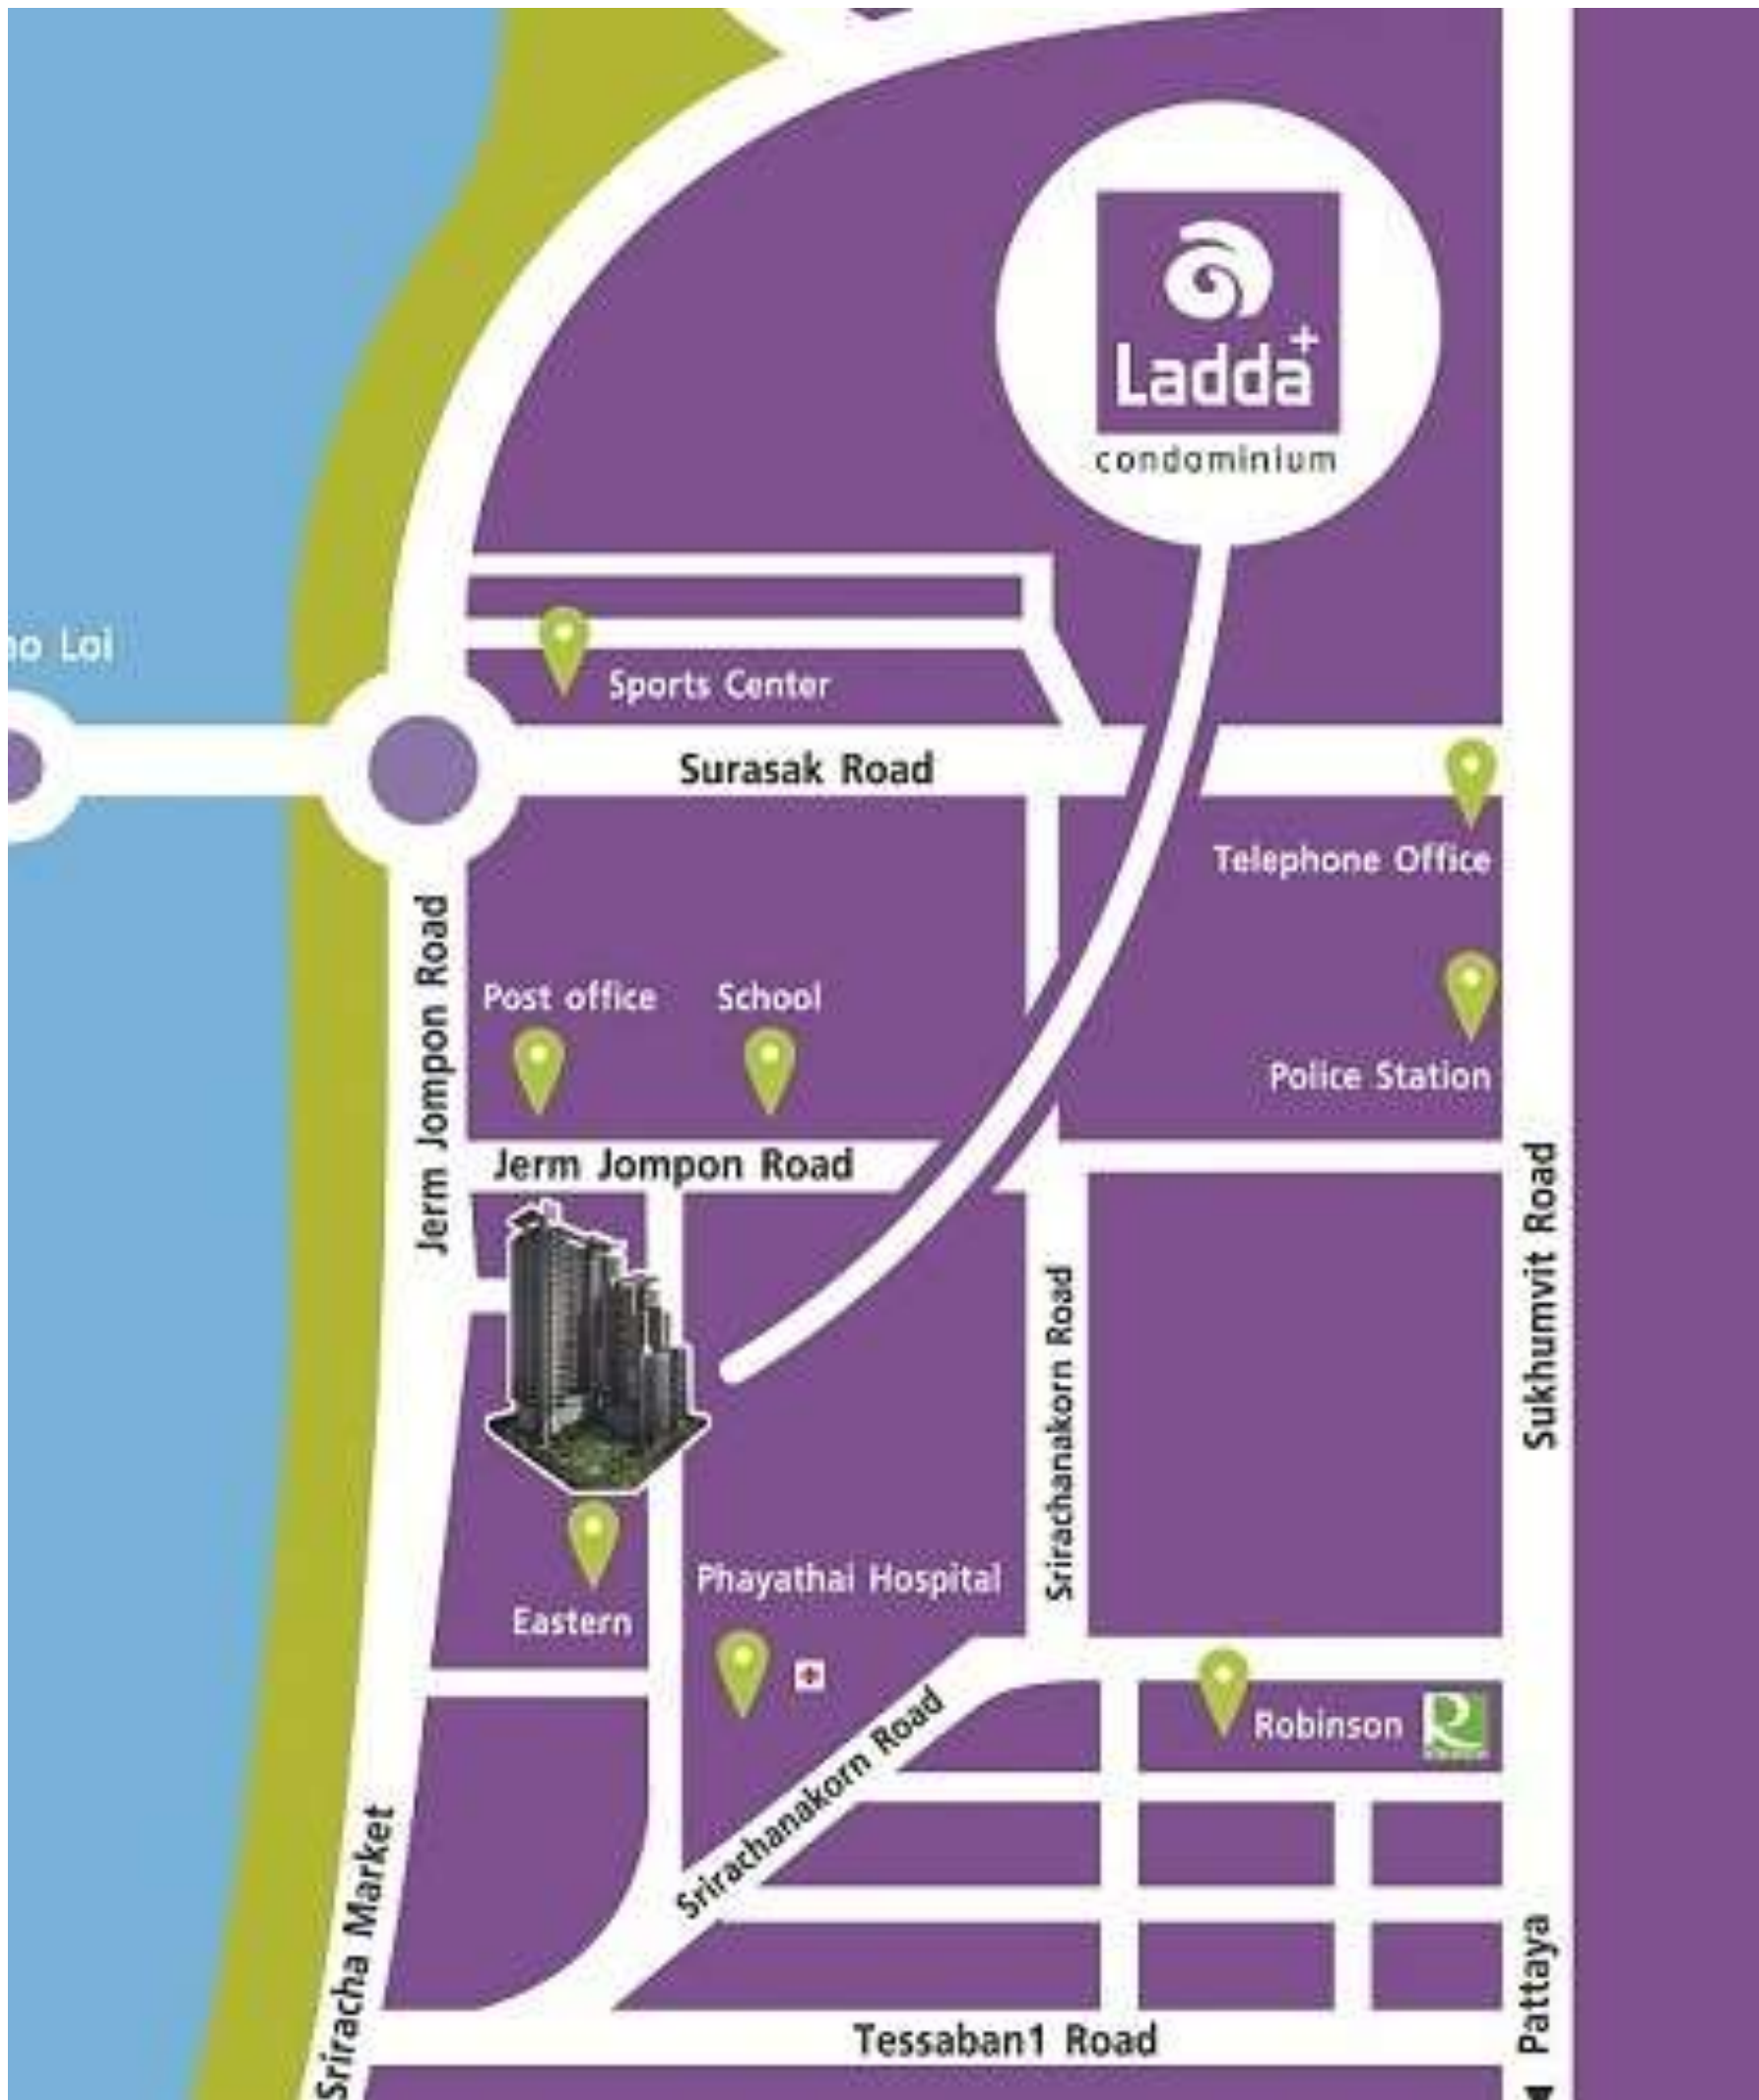 Ladda+
condominium
Loi
Sports Center
Surasak Road
Telephone Office
Jerm Jompon Road
Post office
School
Police Station
Jerm Jompon Road
Sukhumvit Road
Srirachanakorn Road
Phayathai Hospital
Eastern
Srirachanakorn Road
Robinson
R
Sriracha Market
Pattaya
Tessaban1 Road